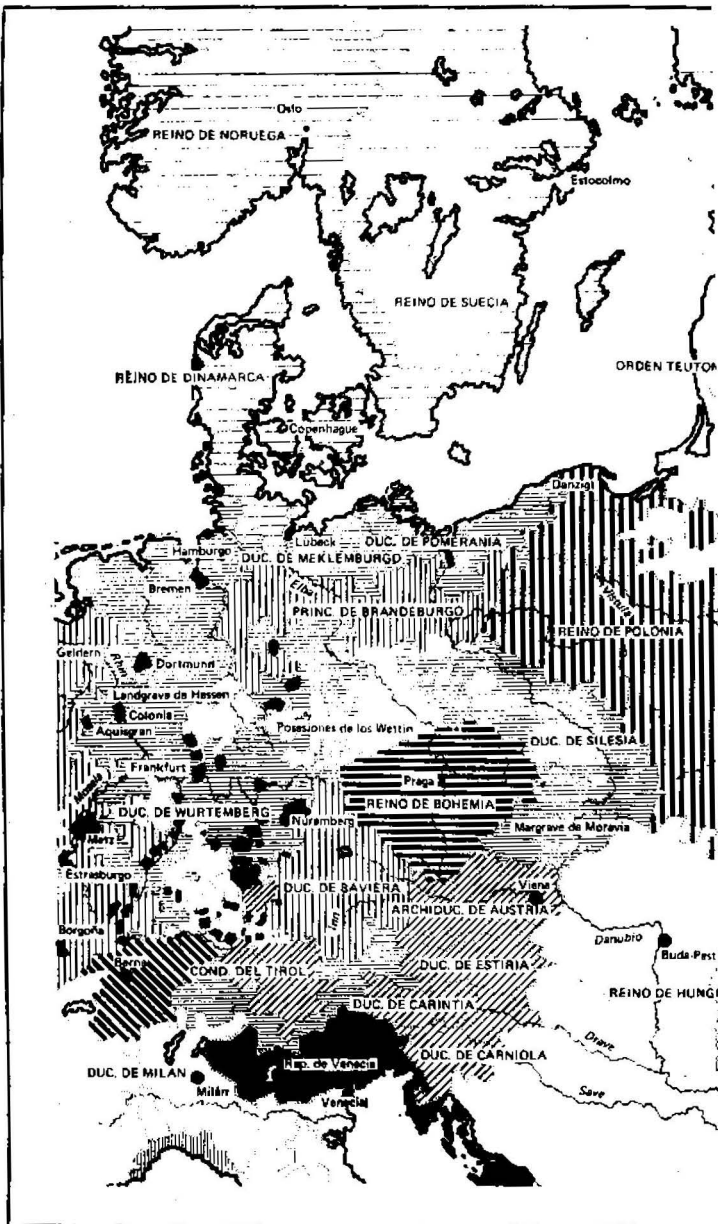 Oslo
REINO DE NORUEGA
Estocolmo
REINO DE SUECIA
ORDEN TEUTON
REINO DE DINAMARCA
Copenhague
Danzig
Lübeck
DUC. DE POMERANIA
Hamburgo
DUC. DE MEKLEMBURGO
Bremen
Elba
PRINC. DE BRANDEBURGO
Vístula
REINO DE POLONIA
Geldern
Rhin
Dortmund
Landgrave de Hessen
Colonia
Aquisgran
Posesiones de los Wettin
DUC. DE SILESIA
Frankfurt
Praga
REINO DE BOHEMIA
DUC. DE WURTEMBERG
Nüremberg
Metz
Margrave de Moravia
Estrasburgo
DUC. DE BAVIERA
Viena
Inn
ARCHIDUC. DE AUSTRIA
Borgoña
Danubio
Buda-Pest
Berna
COND. DEL TIROL
DUC. DE ESTIRIA
REINO DE HUNGI
DUC. DE CARINTIA
Drave
DUC. DE MILAN
Rep. de Venecia
DUC. DE CARNIOLA
Milán
Venecia
Save